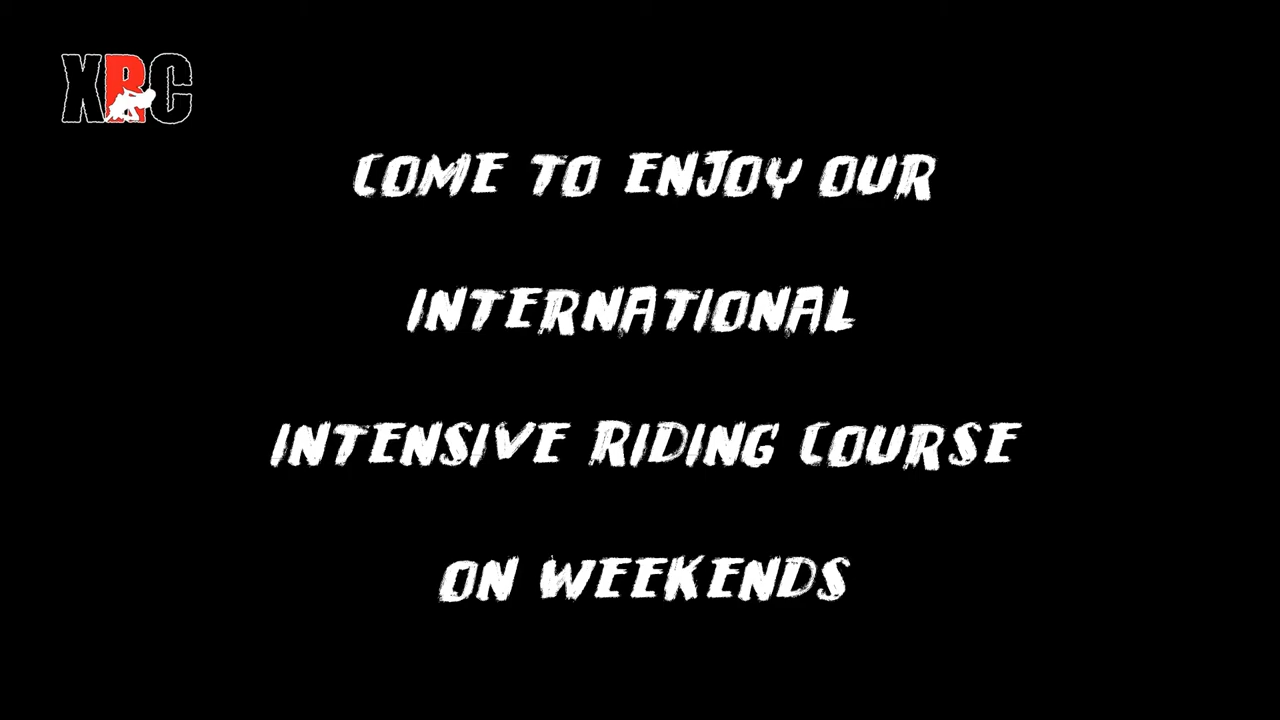 XRC
COME TO ENJOY OUR
INTERNATIONAL
INTENSIVE RIDING COURSE
ON WEEKENDS